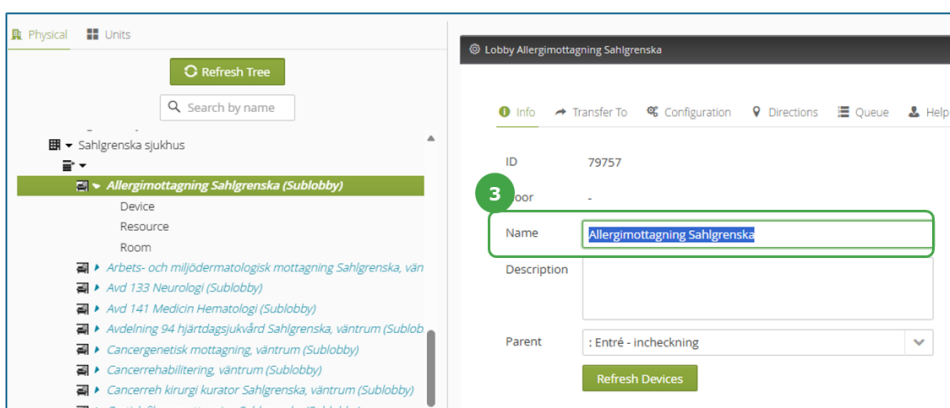 Physical
Units
Refresh Tree
Search by name
Sahlgrenska sjukhus
Allergimottagning Sahlgrenska (Sublobby)
Device
Resource
Room
Arbets- och miljödermatologisk mottagning Sahlgrenska, vän
Avd 133 Neurologi (Sublobby)
Avd 141 Medicin Hematologi (Sublobby)
Avdelning 94 hjärtdagsjukvård Sahlgrenska, väntrum (Sublob
Cancergenetisk mottagning, väntrum (Sublobby)
Cancerrehabilitering, väntrum (Sublobby)
Cancerreh kirurgi kurator Sahlgrenska, väntrum (Sublobby)
Lobby Allergimottagning Sahlgrenska
Info Transfer To Configuration Directions Queue Help
ID 79757
3
oor -
Name Allergimottagning Sahlgrenska
Description
Parent : Entré - incheckning
Refresh Devices